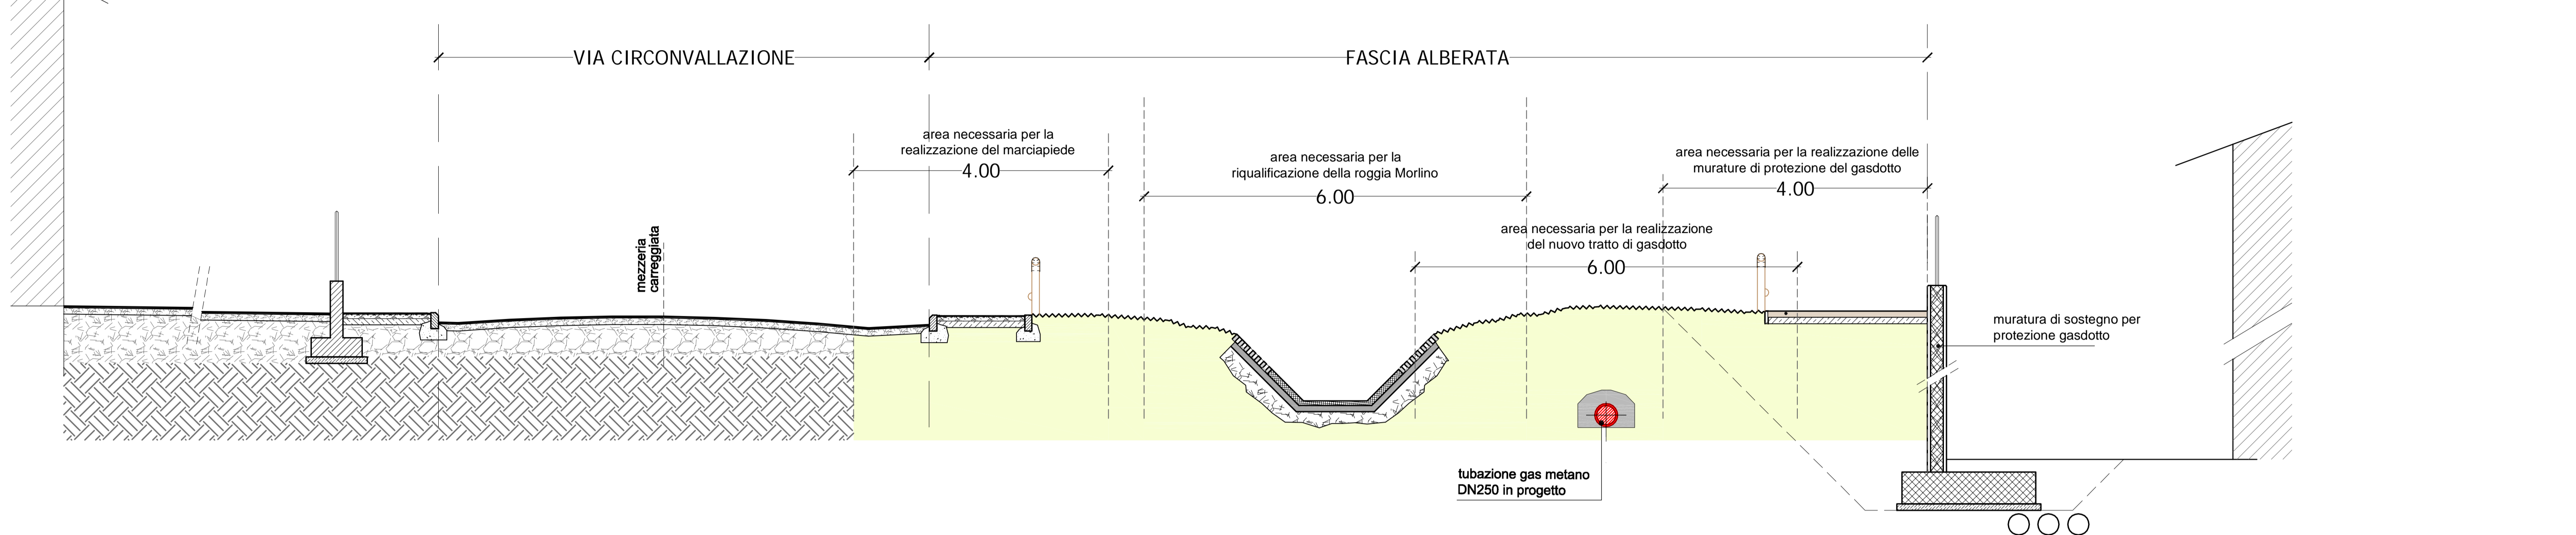 VIA CIRCONVALLAZIONE
FASCIA ALBERATA
area necessaria per la
realizzazione del marciapiede
4.00
area necessaria per la
riqualificazione della roggia Morlino
6.00
area necessaria per la realizzazione delle
murature di protezione del gasdotto
4.00
area necessaria per la realizzazione
del nuovo tratto di gasdotto
6.00
mezzeria
carreggiata
muratura di sostegno per
protezione gasdotto
tubazione gas metano
DN250 in progetto